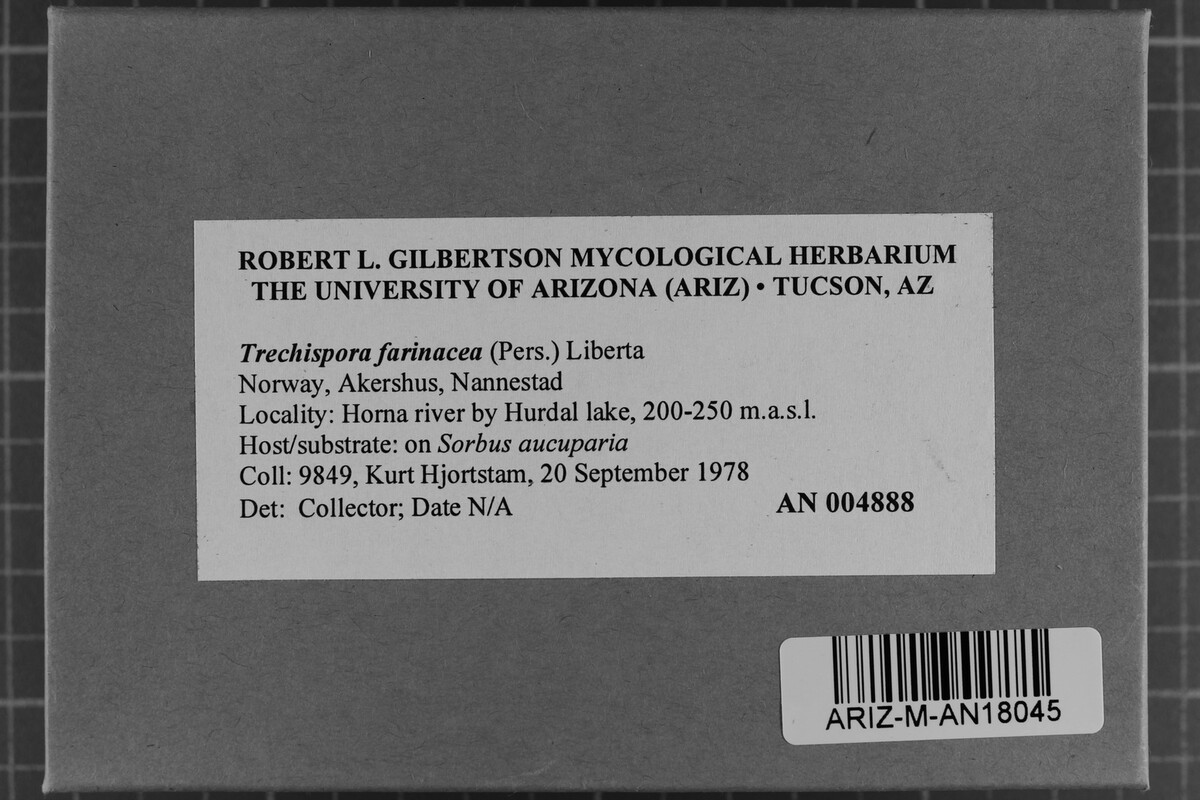 ROBERT L. GILBERTSON MYCOLOGICAL HERBARIUM
THE UNIVERSITY OF ARIZONA (ARIZ) • TUCSON, AZ
Trechispora farinacea (Pers.) Liberta
Norway, Akershus, Nannestad
Locality: Horna river by Hurdal lake, 200-250 m.a.s.l.
Host/substrate: on Sorbus aucuparia
Coll: 9849, Kurt Hjortstam, 20 September 1978
Det: Collector; Date N/A AN 004888
ARIZ-M-AN18045